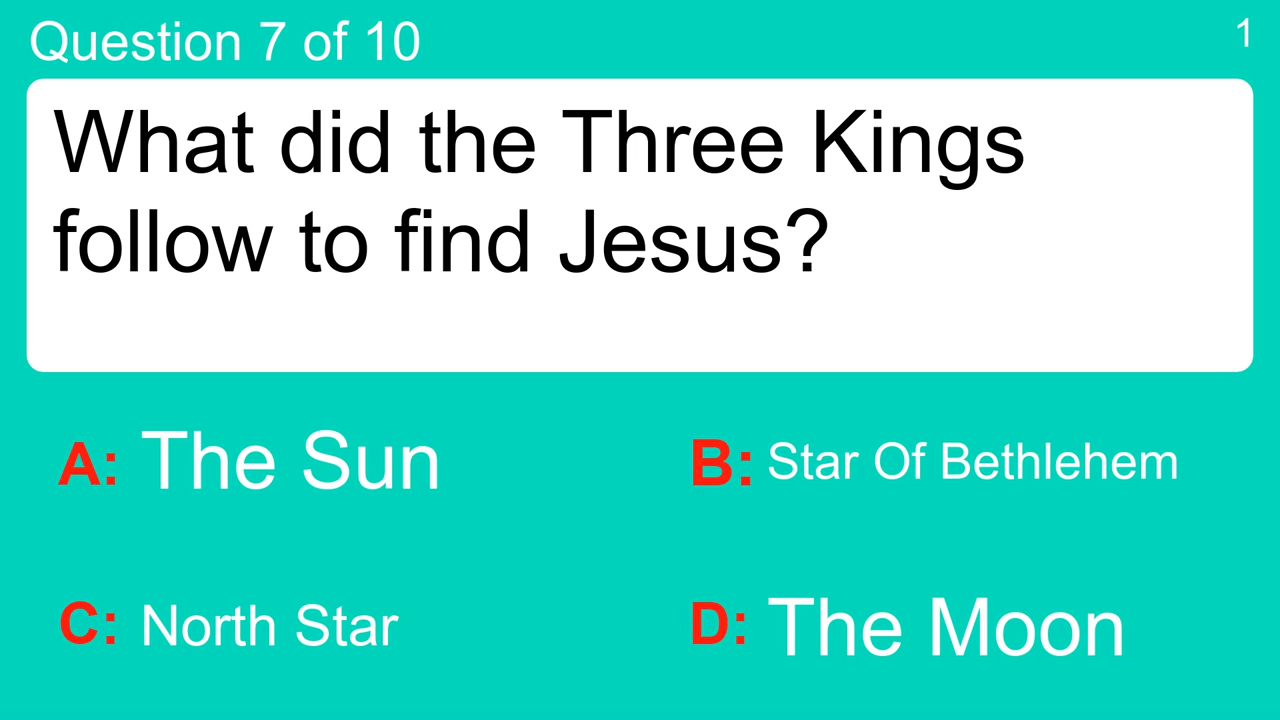 Question 7 of 10
1
What did the Three Kings
follow to find Jesus?
A: The Sun
B: Star Of Bethlehem
C: North Star
D: The Moon